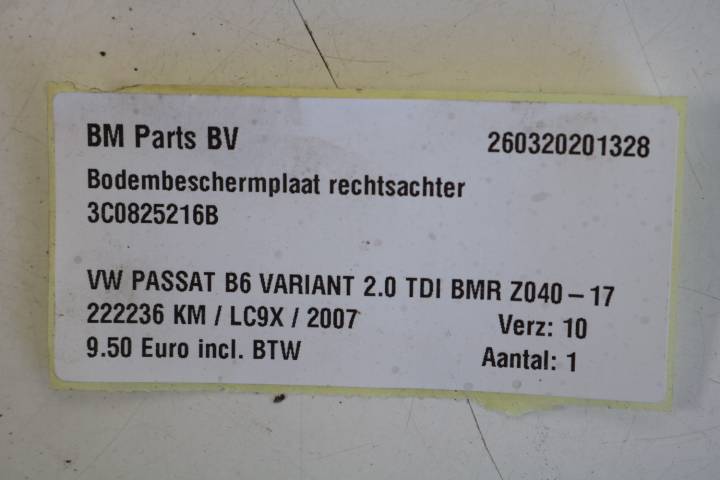 BM Parts BV 260320201328
Bodembeschermplaat rechtsachter
3C0825216B
VW PASSAT B6 VARIANT 2.0 TDI BMR Z040-17
222236 KM / LC9X / 2007 Verz: 10
9.50 Euro incl. BTW Aantal: 1